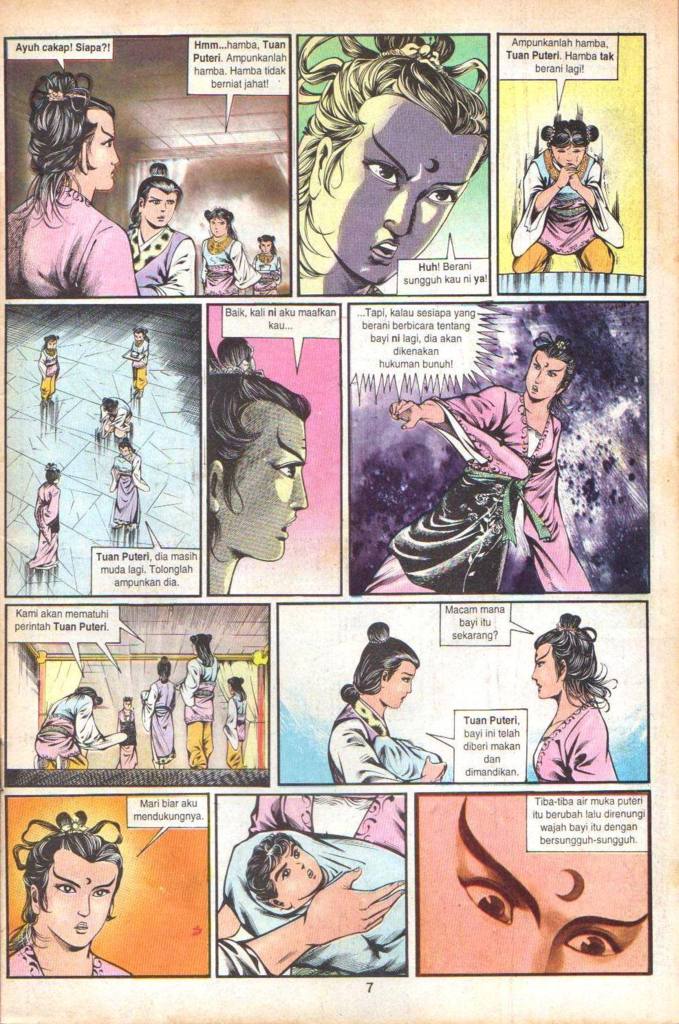 Ayuh cakap! Siapa?!
Hmm...hamba, Tuan
Puteri. Ampunkanlah
hamba. Hamba tidak
berniat jahat!
Huh! Berani
sungguh kau ni ya!
Ampunkanlah hamba,
Tuan Puteri. Hamba tak
berani lagi!
Tuan Puteri, dia masih
muda lagi. Tolonglah
ampunkan dia.
Baik, kali ni aku maafkan
kau...
...Tapi, kalau sesiapa yang
berani berbicara tentang
bayi ni lagi, dia akan
dikenakan
hukuman bunuh!
Kami akan mematuhi
perintah Tuan Puteri.
Macam mana
bayi itu
sekarang?
Tuan Puteri,
bayi ini telah
diberi makan
dan
dimandikan.
Mari biar aku
mendukungnya.
Tiba-tiba air muka puteri
itu berubah lalu direnungi
wajah bayi itu dengan
bersungguh-sungguh.
7